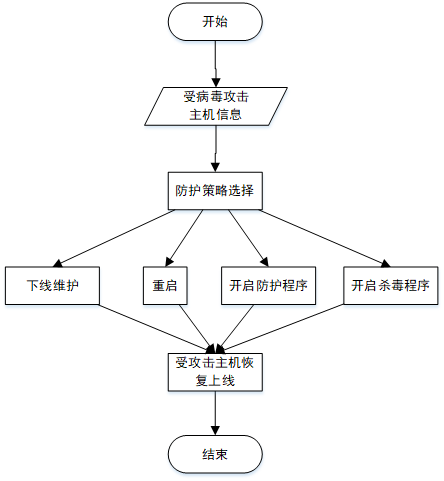 开始
受病毒攻击
主机信息
防护策略选择
下线维护
重启
开启防护程序
开启杀毒程序
受攻击主机恢
复上线
结束